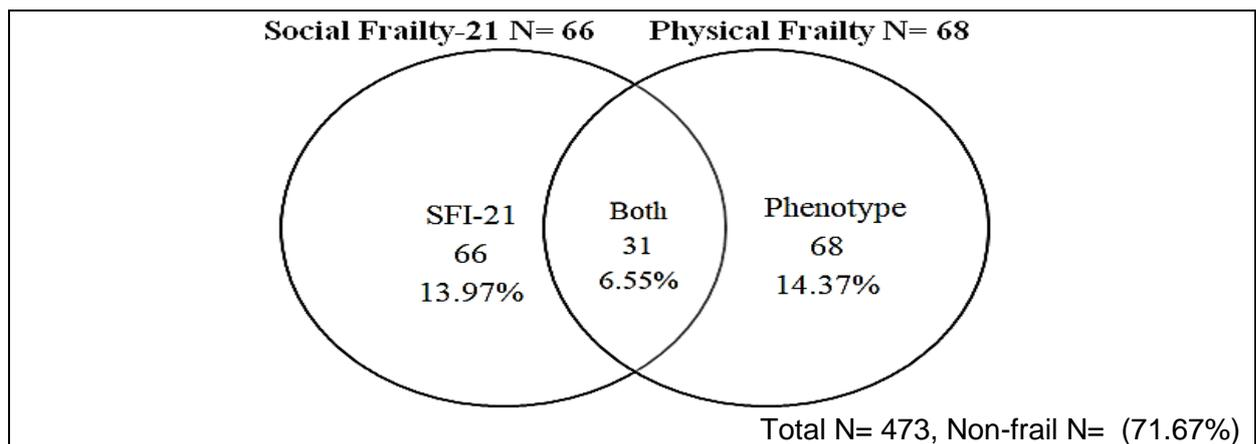 Social Frailty-21 N= 66 Physical Frailty N= 68
SFI-21
66
13.97%
Both
31
6.55%
Phenotype
68
14.37%
Total N= 473, Non-frail N= (71.67%)